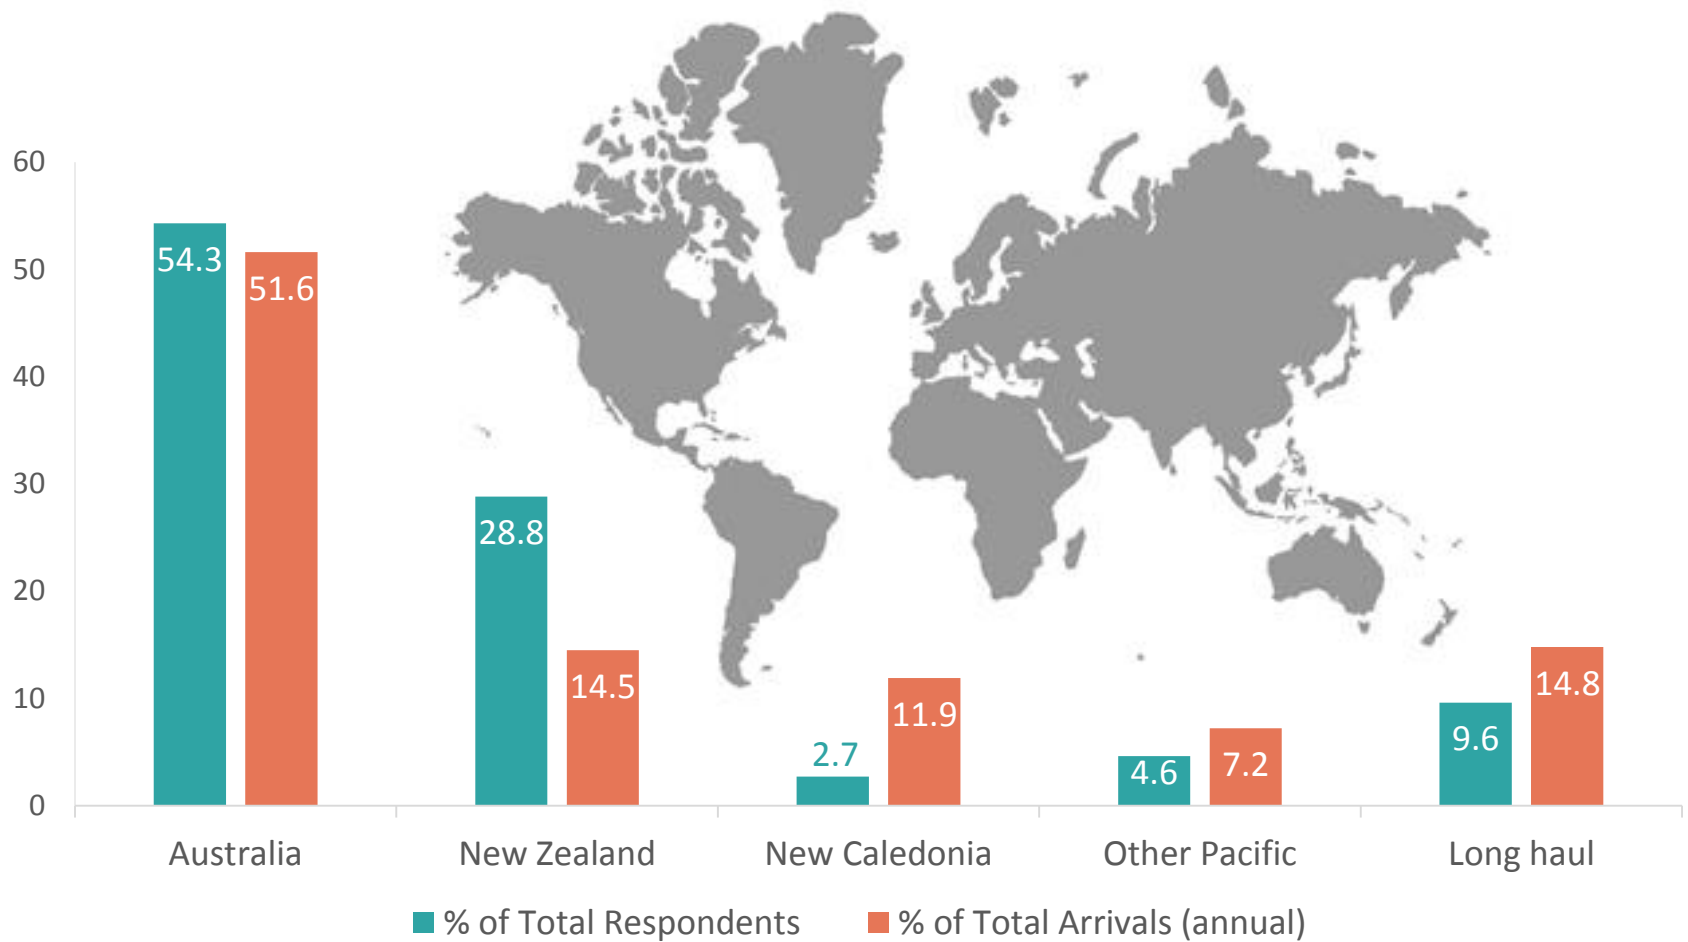 60
50
40
30
20
10
0
54.3
51.6
28.8
14.5
2.7
11.9
4.6
7.2
9.6
14.8
Australia
New Zealand
New Caledonia
Other Pacific
Long haul
% of Total Respondents
% of Total Arrivals (annual)